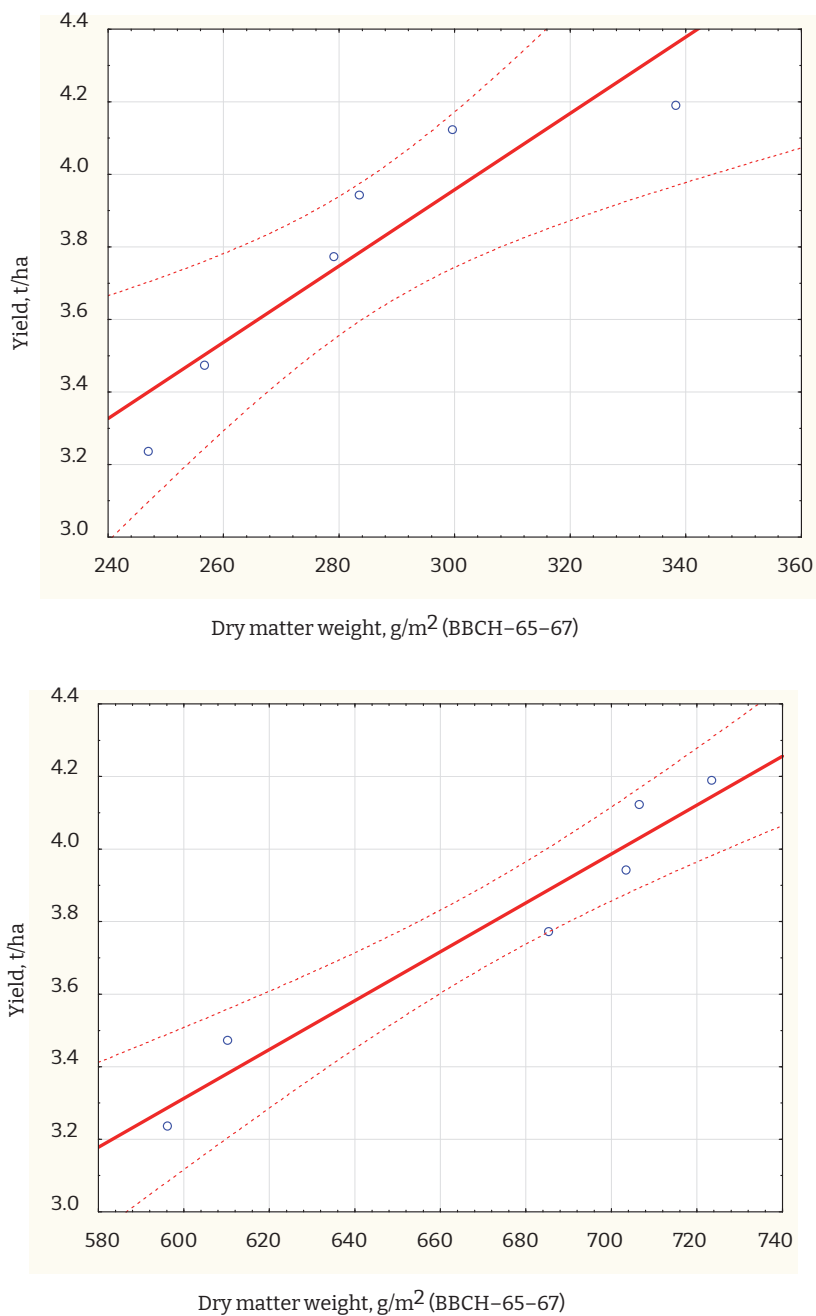 4.4
4.2
4.0
3.8
3.6
3.4
3.2
3.0
Yield, t/ha
240 260 280 300 320 340 360
Dry matter weight, g/m² (BBCH–65–67)
4.4
4.2
4.0
3.8
3.6
3.4
3.2
3.0
Yield, t/ha
580 600 620 640 660 680 700 720 740
Dry matter weight, g/m² (BBCH–65–67)